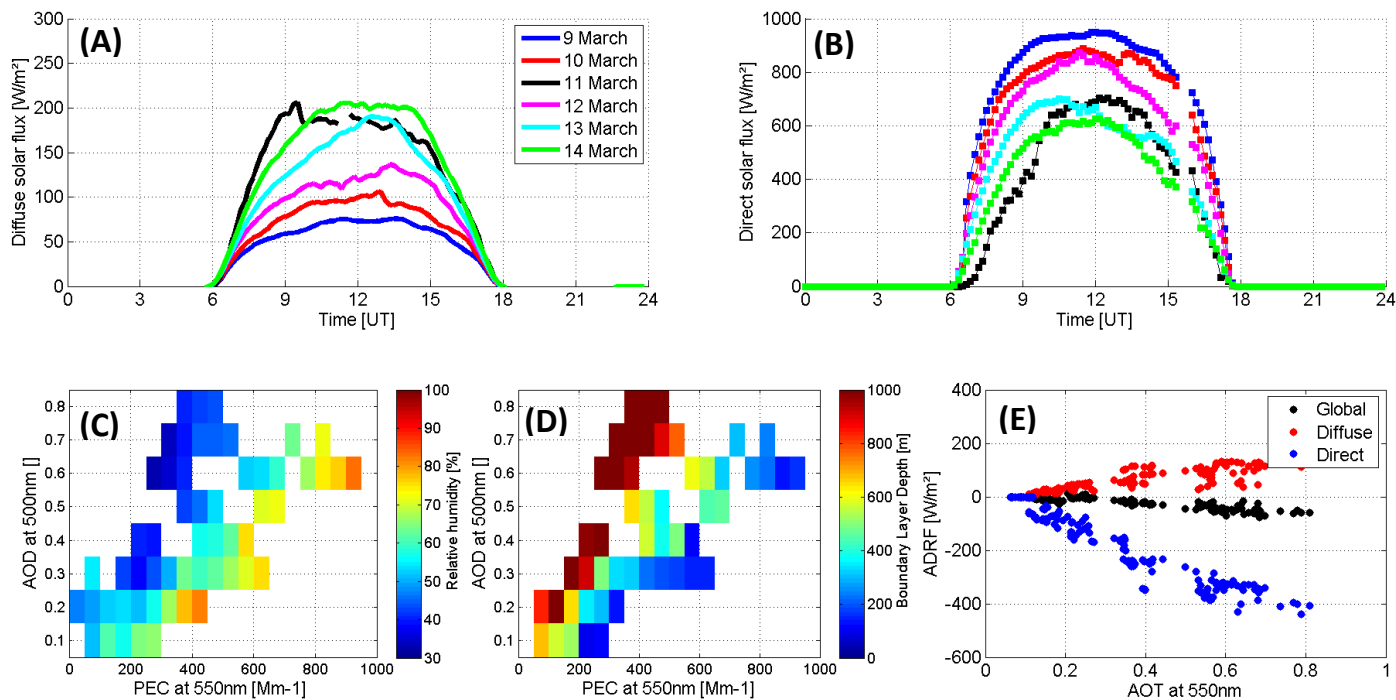 (A)
Diffuse solar flux [W/m²]
300
250
200
150
100
50
0
0 3 6 9 12 15 18 21 24
Time [UT]
9 March
10 March
11 March
12 March
13 March
14 March
(B)
Direct solar flux [W/m²]
1000
800
600
400
200
0
0 3 6 9 12 15 18 21 24
Time [UT]
(C)
AOD at 500nm []
0.8
0.7
0.6
0.5
0.4
0.3
0.2
0.1
0 200 400 600 800 1000
PEC at 550nm [Mm-1]
100
90
80
70
60
50
40
30
Relative humidity [%]
(D)
AOD at 500nm []
0.8
0.7
0.6
0.5
0.4
0.3
0.2
0.1
0 200 400 600 800 1000
PEC at 550nm [Mm-1]
1000
800
600
400
200
0
Boundary Layer Depth [m]
(E)
ADRF [W/m²]
400
200
0
-200
-400
-600
0 0.2 0.4 0.6 0.8 1
AOT at 550nm
Global
Diffuse
Direct